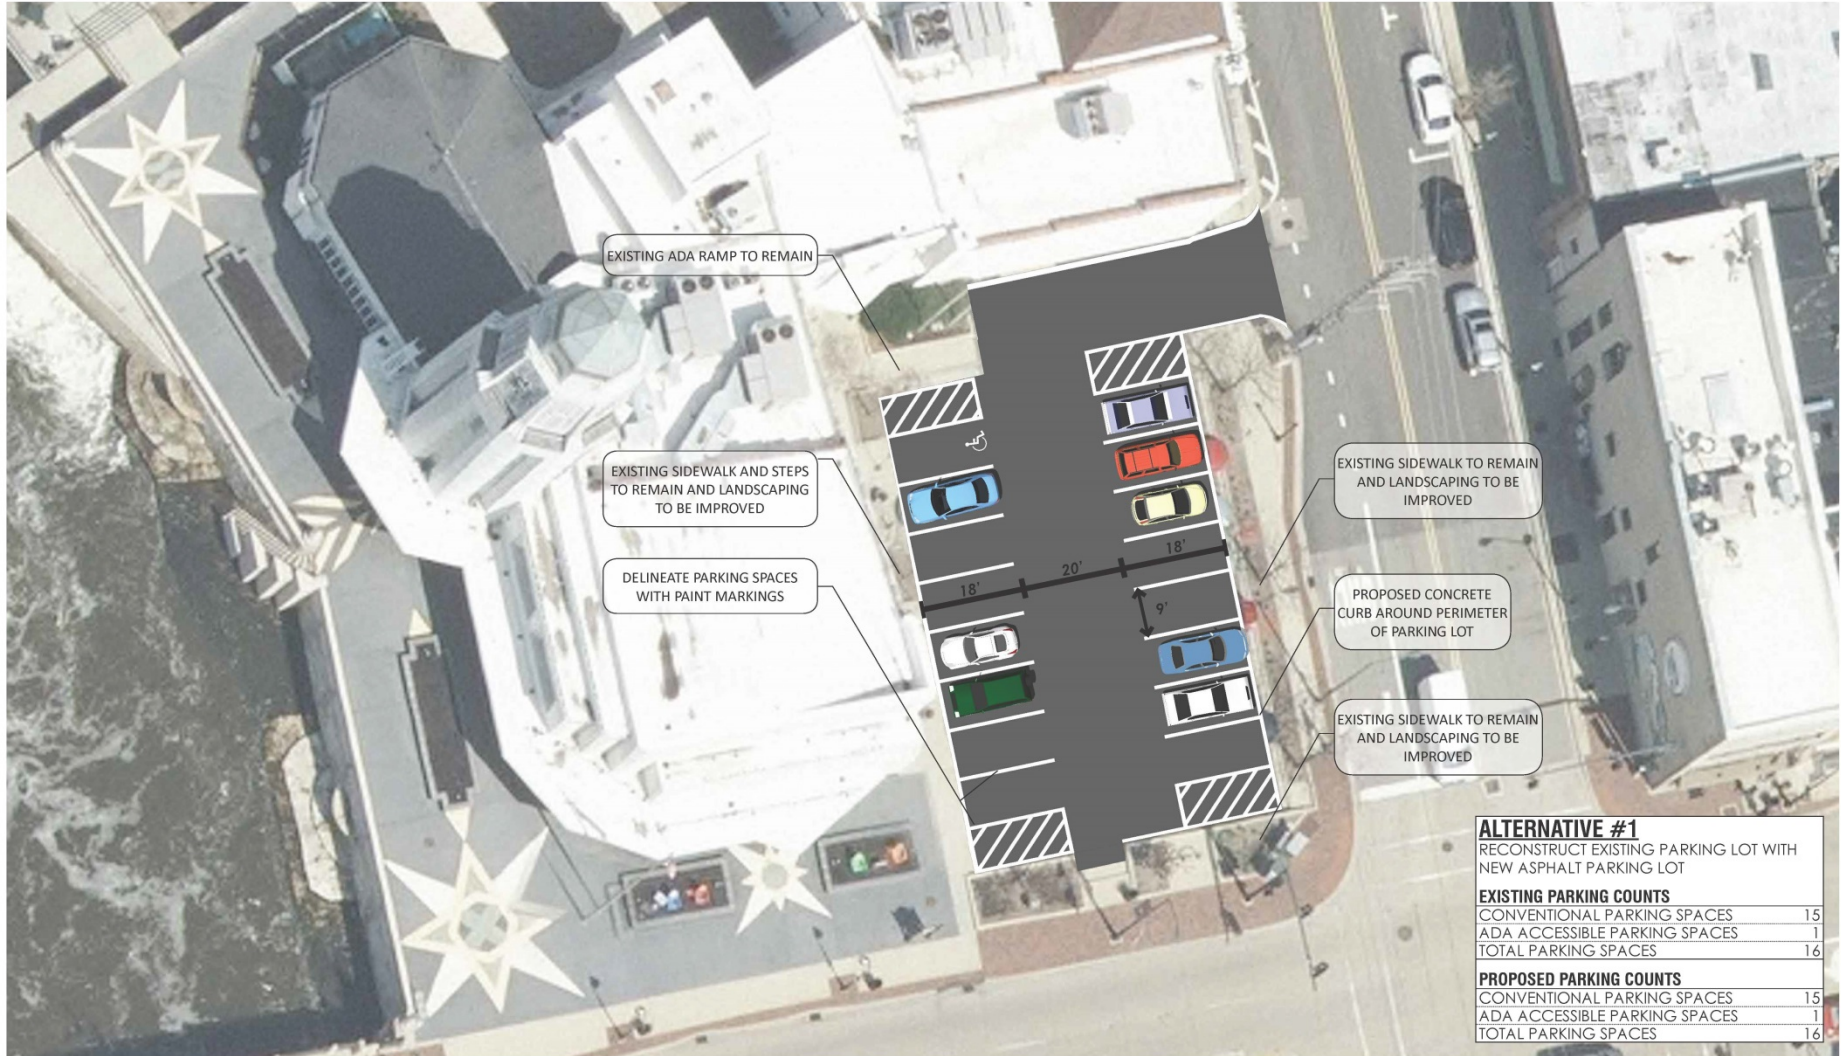 EXISTING ADA RAMP TO REMAIN
EXISTING SIDEWALK AND STEPS
TO REMAIN AND LANDSCAPING
TO BE IMPROVED
DELINEATE PARKING SPACES
WITH PAINT MARKINGS
18'
20'
18'
9'
EXISTING SIDEWALK TO REMAIN
AND LANDSCAPING TO BE
IMPROVED
PROPOSED CONCRETE
CURB AROUND PERIMETER
OF PARKING LOT
EXISTING SIDEWALK TO REMAIN
AND LANDSCAPING TO BE
IMPROVED
ALTERNATIVE #1
RECONSTRUCT EXISTING PARKING LOT WITH
NEW ASPHALT PARKING LOT
EXISTING PARKING COUNTS
CONVENTIONAL PARKING SPACES 15
ADA ACCESSIBLE PARKING SPACES 1
TOTAL PARKING SPACES 16
PROPOSED PARKING COUNTS
CONVENTIONAL PARKING SPACES 15
ADA ACCESSIBLE PARKING SPACES 1
TOTAL PARKING SPACES 16